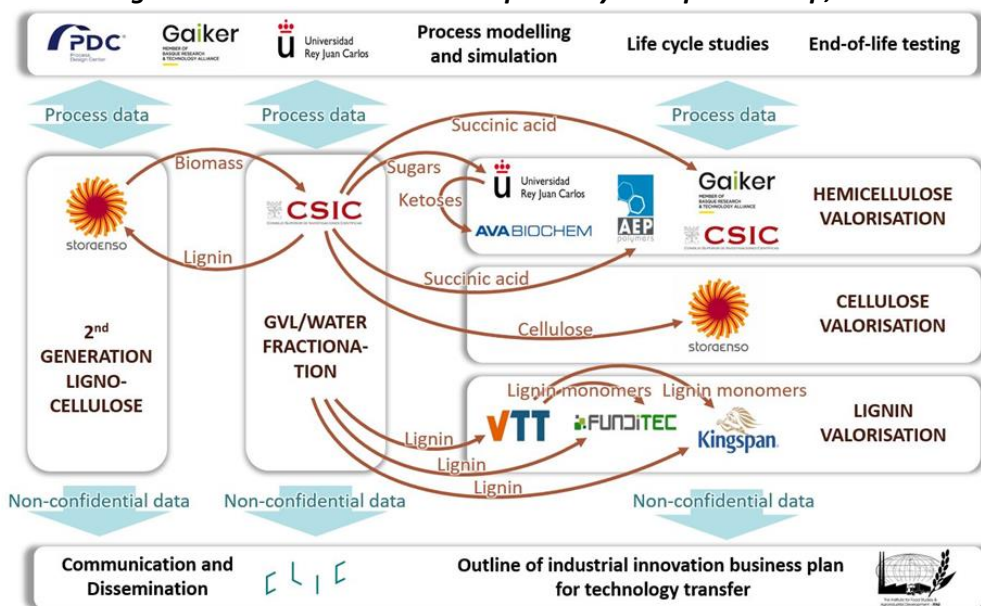 PDC
Process
Design Center
Gaiker
MEMBER OF
BASQUE RESEARCH
& TECHNOLOGY ALLIANCE
Universidad
Rey Juan Carlos
Process modelling
and simulation
Life cycle studies
End-of-life testing
Process data
Process data
Process data
Succinic acid
Biomass
Sugars
Ketoses
storaenso
CSIC
Lignin
Universidad
Rey Juan Carlos
AVA BIOCHEM
AEP
polymers
Gaiker
MEMBER OF
BASQUE RESEARCH
& TECHNOLOGY ALLIANCE
CSIC
HEMICELLULOSE
VALORISATION
Succinic acid
2nd
GENERATION
LIGNO-
CELLULOSE
GVL/WATER
FRACTIONA-
TION
Cellulose
storaenso
CELLULOSE
VALORISATION
Lignin monomers
Lignin monomers
Lignin
VTT
FUNDITEC
Kingspan
LIGNIN
VALORISATION
Lignin
Lignin
Non-confidential data
Non-confidential data
Non-confidential data
Communication and
Dissemination
CLIC
Outline of industrial innovation business plan
for technology transfer